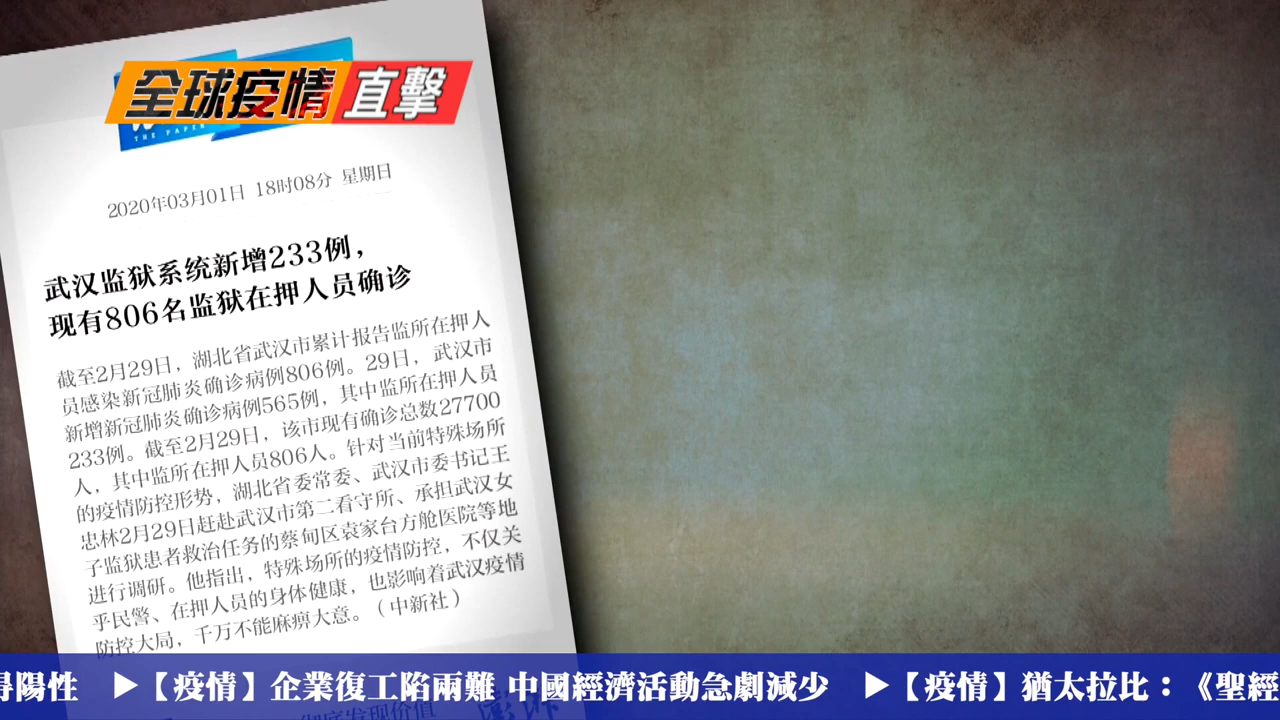 全球疫情直擊
THE PAPER
2020年03月01日 18时08分 星期日
武汉监狱系统新增233例，
现有806名监狱在押人员确诊
截至2月29日，湖北省武汉市累计报告监所在押人
员感染新冠肺炎确诊病例806例。29日，武汉市
新增新冠肺炎确诊病例565例，其中监所在押人员
233例。截至2月29日，该市现有确诊总数27700
人，其中监所在押人员806人。针对当前特殊场所
的疫情防控形势，湖北省委常委、武汉市委书记王
忠林2月29日赶赴武汉市第二看守所、承担武汉女
子监狱患者救治任务的蔡甸区袁家台方舱医院等地
进行调研。他指出，特殊场所的疫情防控，不仅关
乎民警、在押人员的身体健康，也影响着武汉疫情
防控大局，千万不能麻痹大意。（中新社）
陽性 ▶【疫情】企業復工陷兩難 中國經濟活動急劇減少 ▶【疫情】猶太拉比：《聖經